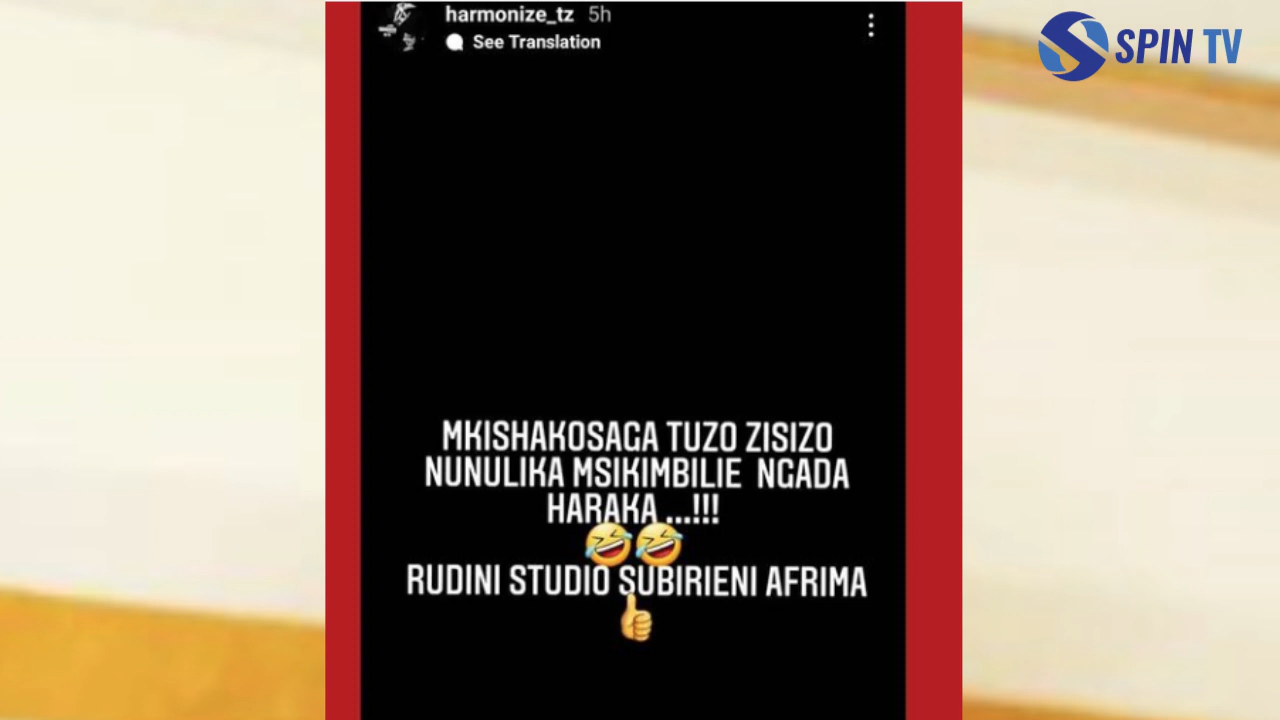 harmonize_tz 5h
See Translation
SPIN TV
MKISHAKOSAGA TUZO ZISIZO
NUNULIKA MSIKIMBILIE NGADA
HARAKA ...!!!
🤣🤣
RUDINI STUDIO SUBIRIENI AFRIMA
👍